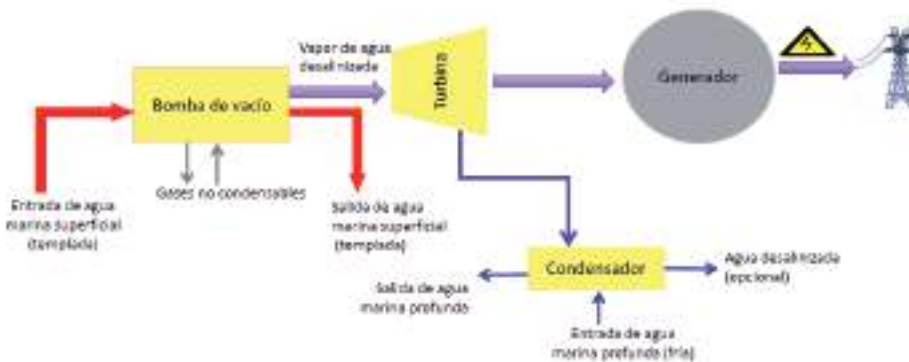 Vapor de agua
desalinizada
Turbina
Generador
Bomba de vacío
Gases no condensables
Entrada de agua
marina superficial
(templada)
Salida de agua
marina superficial
(templada)
Condensador
Agua desalinizada
(opcional)
Salida de agua
marina profunda
Entrada de agua
marina profunda (fría)